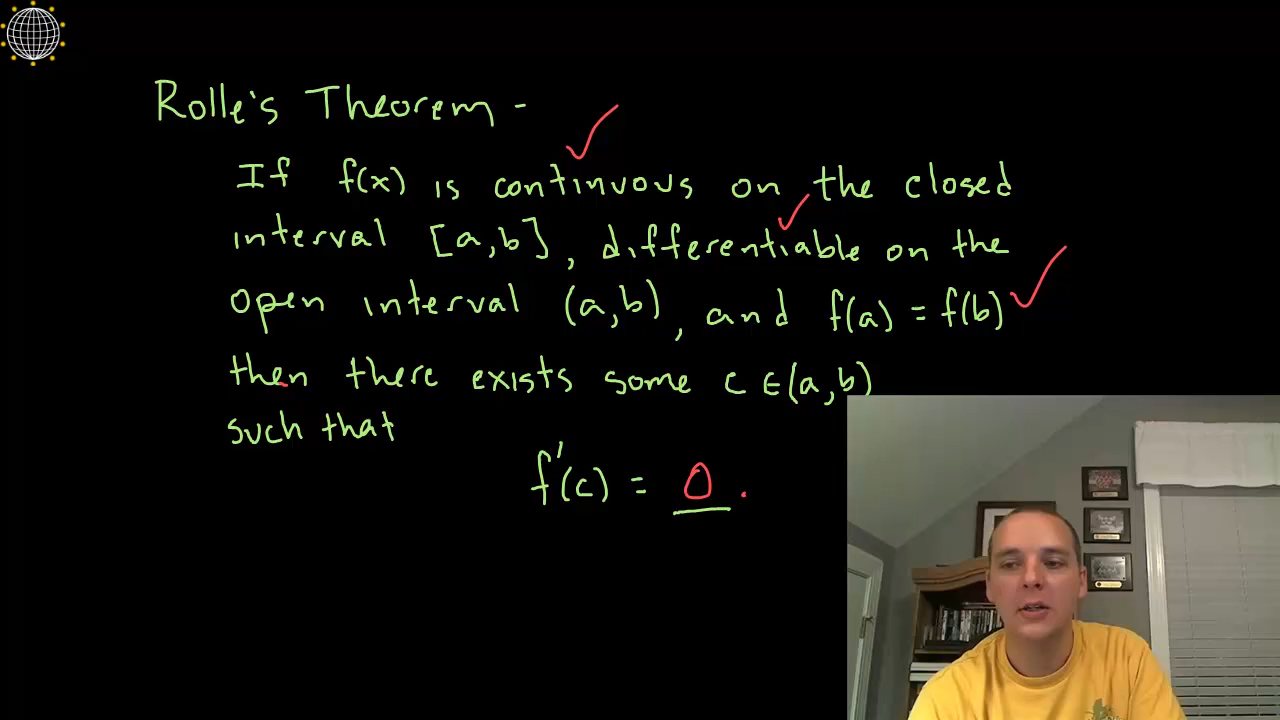 Rolle's Theorem -
If f(x) is continuous on the closed
interval [a,b], differentiable on the
open interval (a,b), and f(a) = f(b)
then there exists some c ∈ (a,b)
such that
f'(c) = 0.